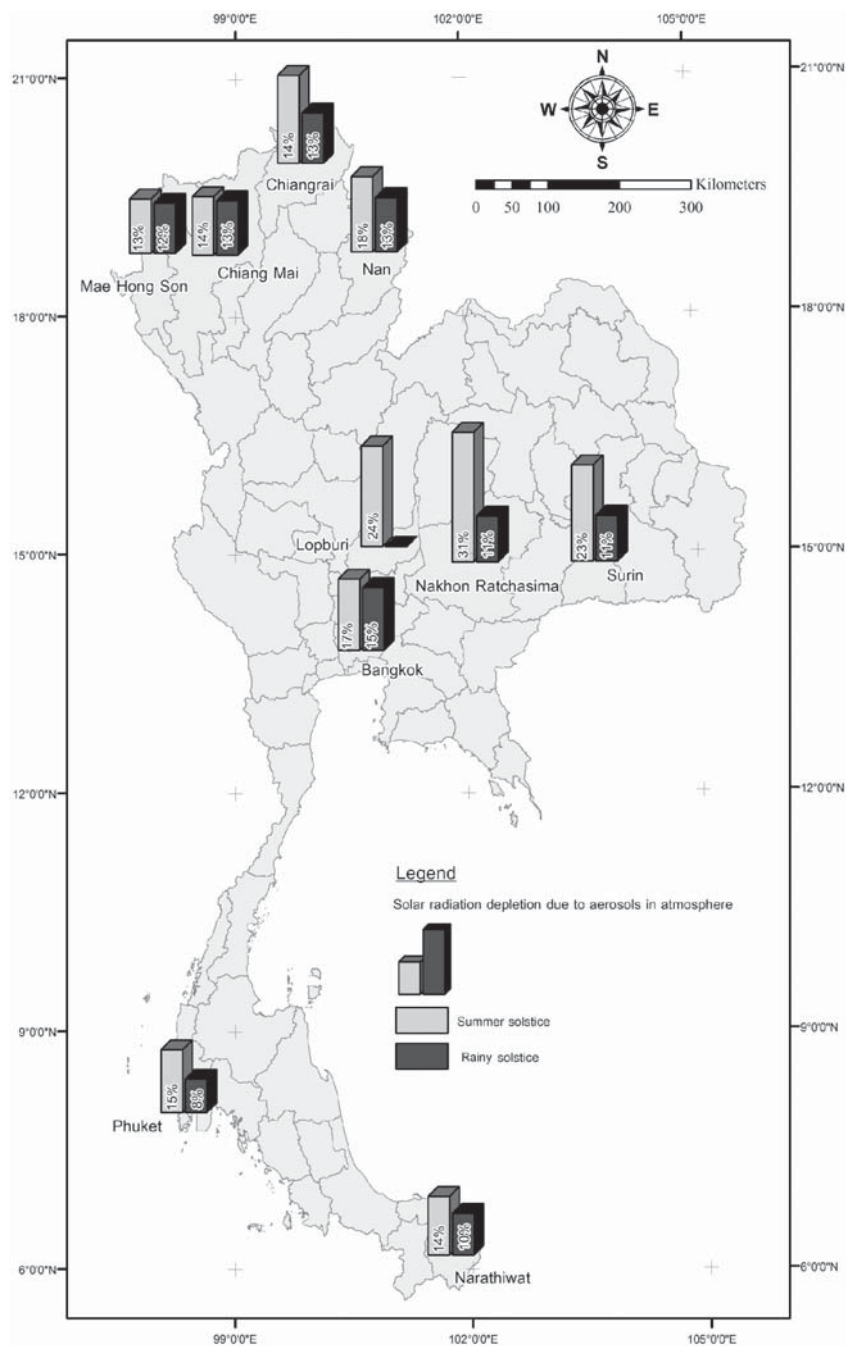 99°0'0"E 102°0'0"E 105°0'0"E
21°0'0"N 21°0'0"N
N
W E
S
14% 13%
Chiangrai
Kilometers
0 50 100 200 300
13% 12% 14% 13% 18% 13%
Mae Hong Son Chiang Mai Nan
18°0'0"N 18°0'0"N
24% 31% 11% 23% 11%
Lopburi
15°0'0"N 15°0'0"N
Nakhon Ratchasima Surin
17% 15%
Bangkok
12°0'0"N 12°0'0"N
Legend
Solar radiation depletion due to aerosols in atmosphere
Summer solstice
Rainy solstice
9°0'0"N 9°0'0"N
15% 8%
Phuket
14% 10%
Narathiwat
6°0'0"N 6°0'0"N
99°0'0"E 102°0'0"E 105°0'0"E